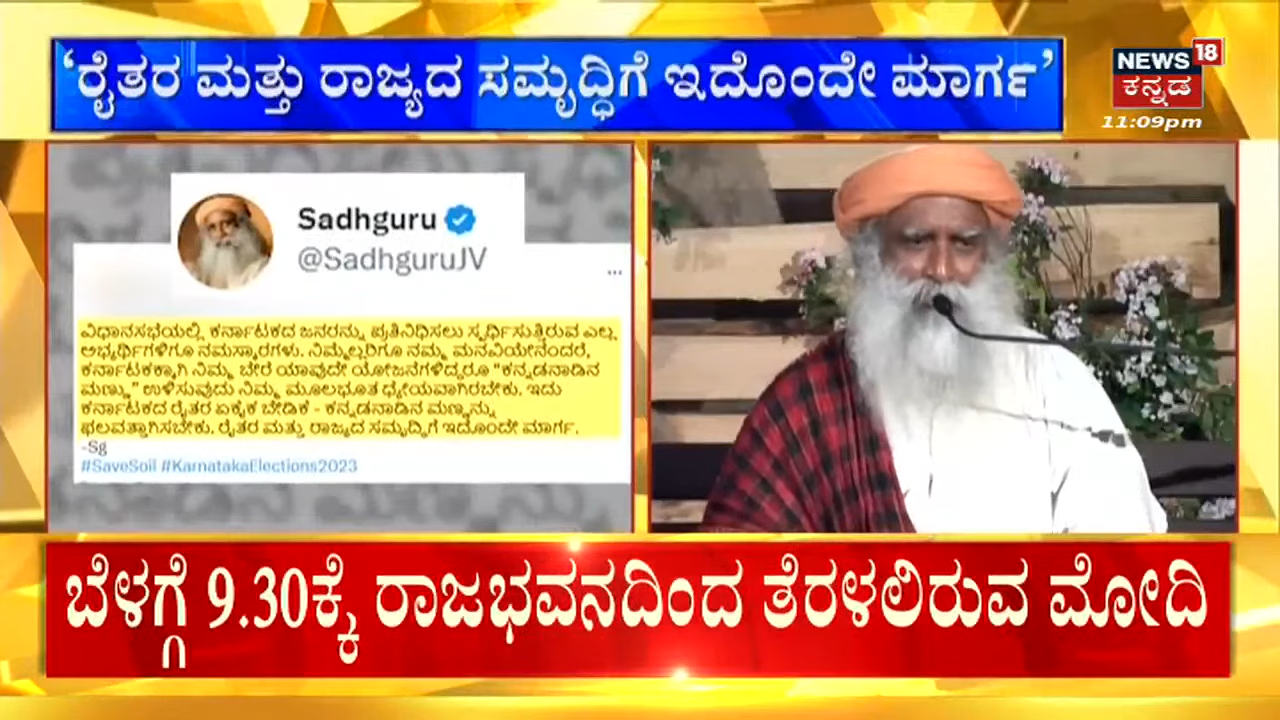 ‘ರೈತರ ಮತ್ತು ರಾಜ್ಯದ ಸಮೃದ್ಧಿಗೆ ಇದೊಂದೇ ಮಾರ್ಗ’
NEWS 18
ಕನ್ನಡ
11:09pm
Sadhguru
@SadhguruJV
...
ವಿಧಾನಸಭೆಯಲ್ಲಿ ಕರ್ನಾಟಕದ ಜನರನ್ನು ಪ್ರತಿನಿಧಿಸಲು ಸ್ಪರ್ಧಿಸುತ್ತಿರುವ ಎಲ್ಲ
ಅಭ್ಯರ್ಥಿಗಳಿಗೂ ನಮಸ್ಕಾರಗಳು. ನಿಮ್ಮೆಲ್ಲರಿಗೂ ನಮ್ಮ ಮನವಿಯೇನೆಂದರೆ,
ಕರ್ನಾಟಕಕ್ಕಾಗಿ ನಿಮ್ಮ ಬೇರೆ ಯಾವುದೇ ಯೋಜನೆಗಳಿದ್ದರೂ "ಕನ್ನಡನಾಡಿನ
ಮಣ್ಣು" ಉಳಿಸುವುದು ನಿಮ್ಮ ಮೂಲಭೂತ ಧ್ಯೇಯವಾಗಿರಬೇಕು. ಇದು
ಕರ್ನಾಟಕದ ರೈತರ ಏಕೈಕ ಬೇಡಿಕೆ - ಕನ್ನಡನಾಡಿನ ಮಣ್ಣನ್ನು
ಫಲವತ್ತಾಗಿಸಬೇಕು. ರೈತರ ಮತ್ತು ರಾಜ್ಯದ ಸಮೃದ್ಧಿಗೆ ಇದೊಂದೇ ಮಾರ್ಗ.
-Sg
#SaveSoil #KarnatakaElections2023
ಬೆಳಗ್ಗೆ 9.30ಕ್ಕೆ ರಾಜಭವನದಿಂದ ತೆರಳಲಿರುವ ಮೋದಿ